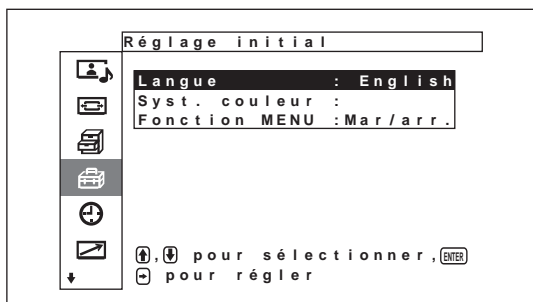 Réglage initial
Langue : English
Syst. couleur :
Fonction MENU :Mar/arr.
, pour sélectionner, ENTER
pour régler